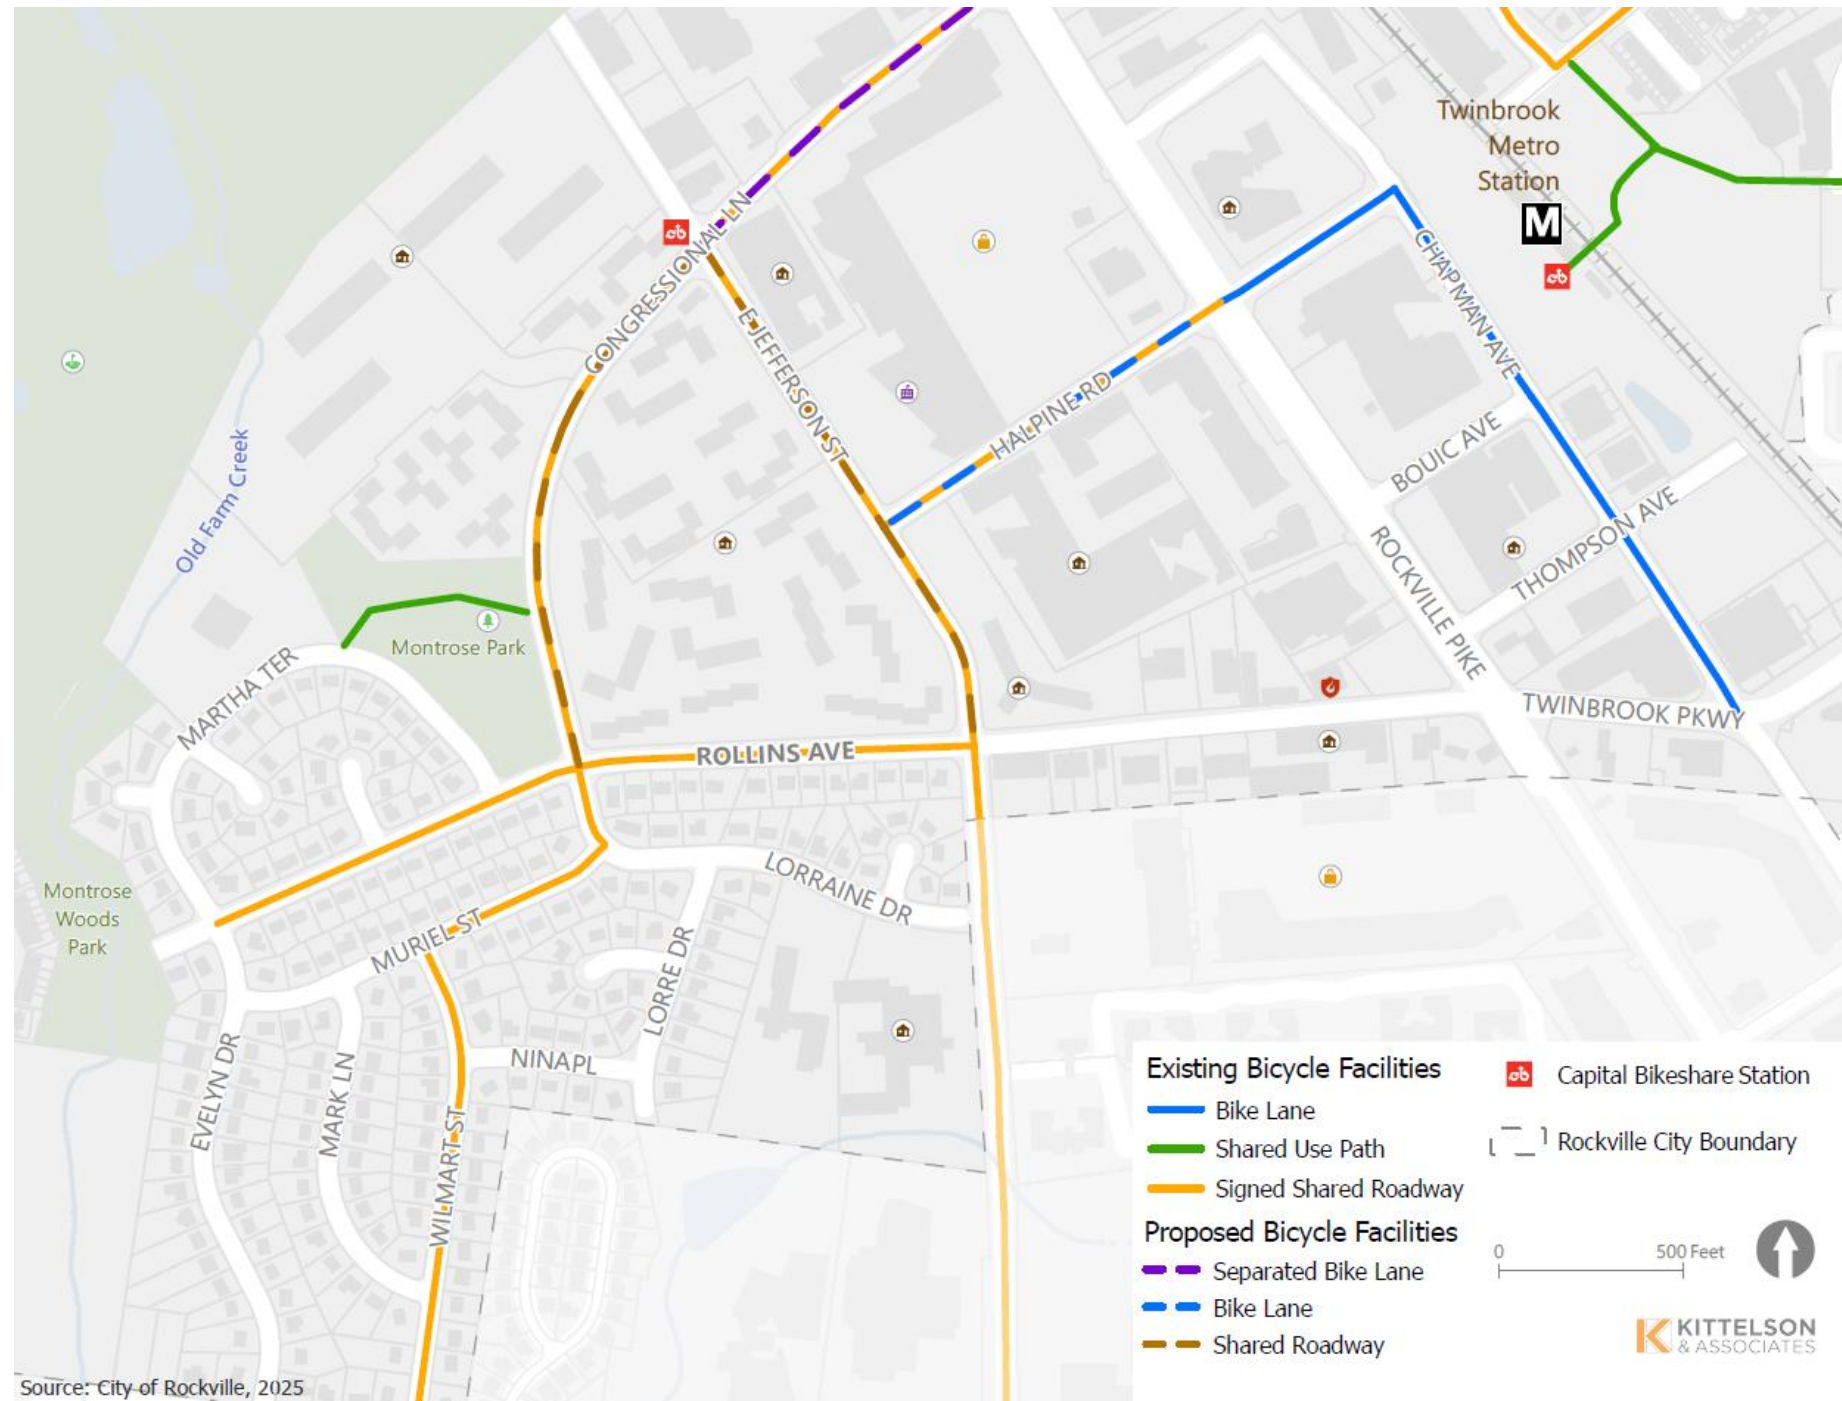 Twinbrook
Metro
Station
M
CONGRESSIONAL LN
E JEFFERSON ST
CHAPMAN AVE
HALPINE RD
BOUIC AVE
THOMPSON AVE
ROCKVILLE PIKE
TWINBROOK PKWY
Old Farm Creek
Montrose Park
MARTHA TER
ROLLINS AVE
LORRAINE DR
Montrose
Woods
Park
MURIEL ST
LORRE DR
NINA PL
EVELYN DR
MARK LN
WILMART ST
Existing Bicycle Facilities
Bike Lane
Shared Use Path
Signed Shared Roadway
Proposed Bicycle Facilities
Separated Bike Lane
Bike Lane
Shared Roadway
Capital Bikeshare Station
Rockville City Boundary
0 500 Feet
KITTELSON
& ASSOCIATES
Source: City of Rockville, 2025